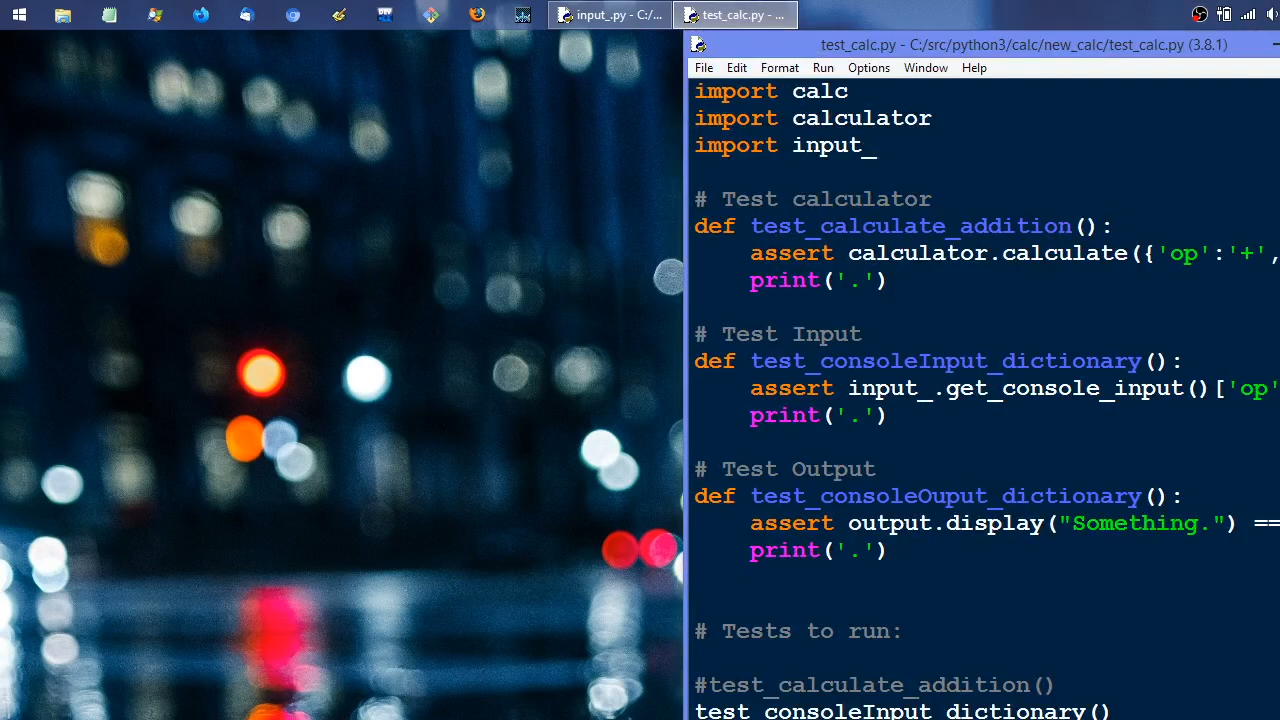 input_.py - C:/...
test_calc.py - ...
test_calc.py - C:/src/python3/calc/new_calc/test_calc.py (3.8.1)
File Edit Format Run Options Window Help
import calc
import calculator
import input_
# Test calculator
def test_calculate_addition():
assert calculator.calculate({'op':'+',
print('.')
# Test Input
def test_consoleInput_dictionary():
assert input_.get_console_input()['op'
print('.')
# Test Output
def test_consoleOuput_dictionary():
assert output.display("Something.") ==
print('.')
# Tests to run:
#test_calculate_addition()
test_consoleInput_dictionary()